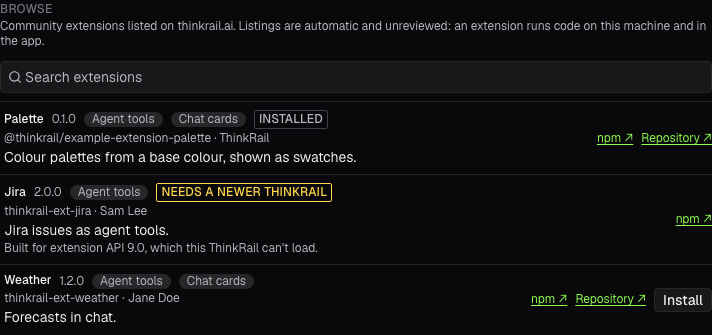 BROWSE
Community extensions listed on thinkrail.ai. Listings are automatic and unreviewed: an extension runs code on this machine and in
the app.
Search extensions
Palette 0.1.0 Agent tools Chat cards INSTALLED
@thinkrail/example-extension-palette · ThinkRail
npm ↗ Repository ↗
Colour palettes from a base colour, shown as swatches.
Jira 2.0.0 Agent tools NEEDS A NEWER THINKRAIL
thinkrail-ext-jira · Sam Lee
npm ↗
Jira issues as agent tools.
Built for extension API 9.0, which this ThinkRail can't load.
Weather 1.2.0 Agent tools Chat cards
thinkrail-ext-weather · Jane Doe
npm ↗ Repository ↗ Install
Forecasts in chat.